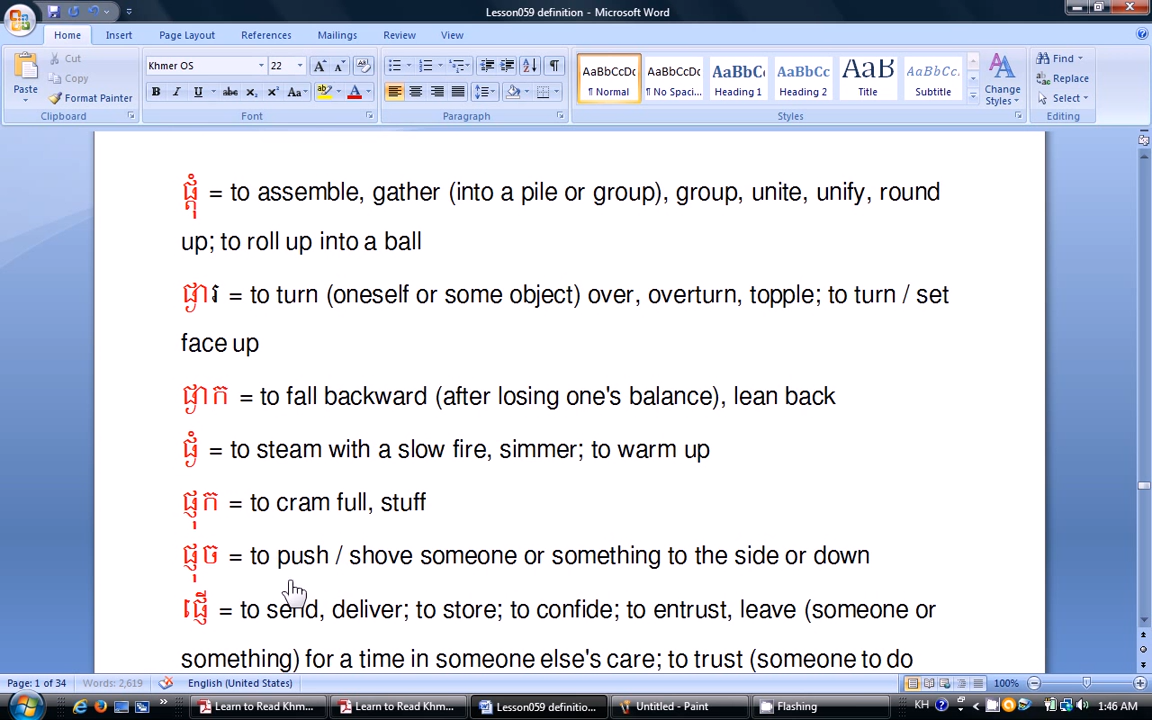 Lesson059 definition - Microsoft Word
Home Insert Page Layout References Mailings Review View
Paste Cut Copy Format Painter
Khmer OS 22
AaBbCcDc AaBbCcDc AaBbC AaBbCc AaB AaBbCc.
¶ Normal ¶ No Spaci... Heading 1 Heading 2 Title Subtitle
Change Styles
Find Replace Select
Clipboard Font Paragraph Styles Editing
ផ្តុំ = to assemble, gather (into a pile or group), group, unite, unify, round
up; to roll up into a ball
ផ្ងារ = to turn (oneself or some object) over, overturn, topple; to turn / set
face up
ផ្ងាក = to fall backward (after losing one's balance), lean back
ផ្ងំ = to steam with a slow fire, simmer; to warm up
ផ្ញុក = to cram full, stuff
ផ្ញុច = to push / shove someone or something to the side or down
ផ្ញើ = to send, deliver; to store; to confide; to entrust, leave (someone or
something) for a time in someone else's care; to trust (someone to do
Page: 1 of 34 Words: 2,619 English (United States) 100%
Learn to Read Khm... Learn to Read Khm... Lesson059 definitio... Untitled - Paint Flashing KH 1:46 AM